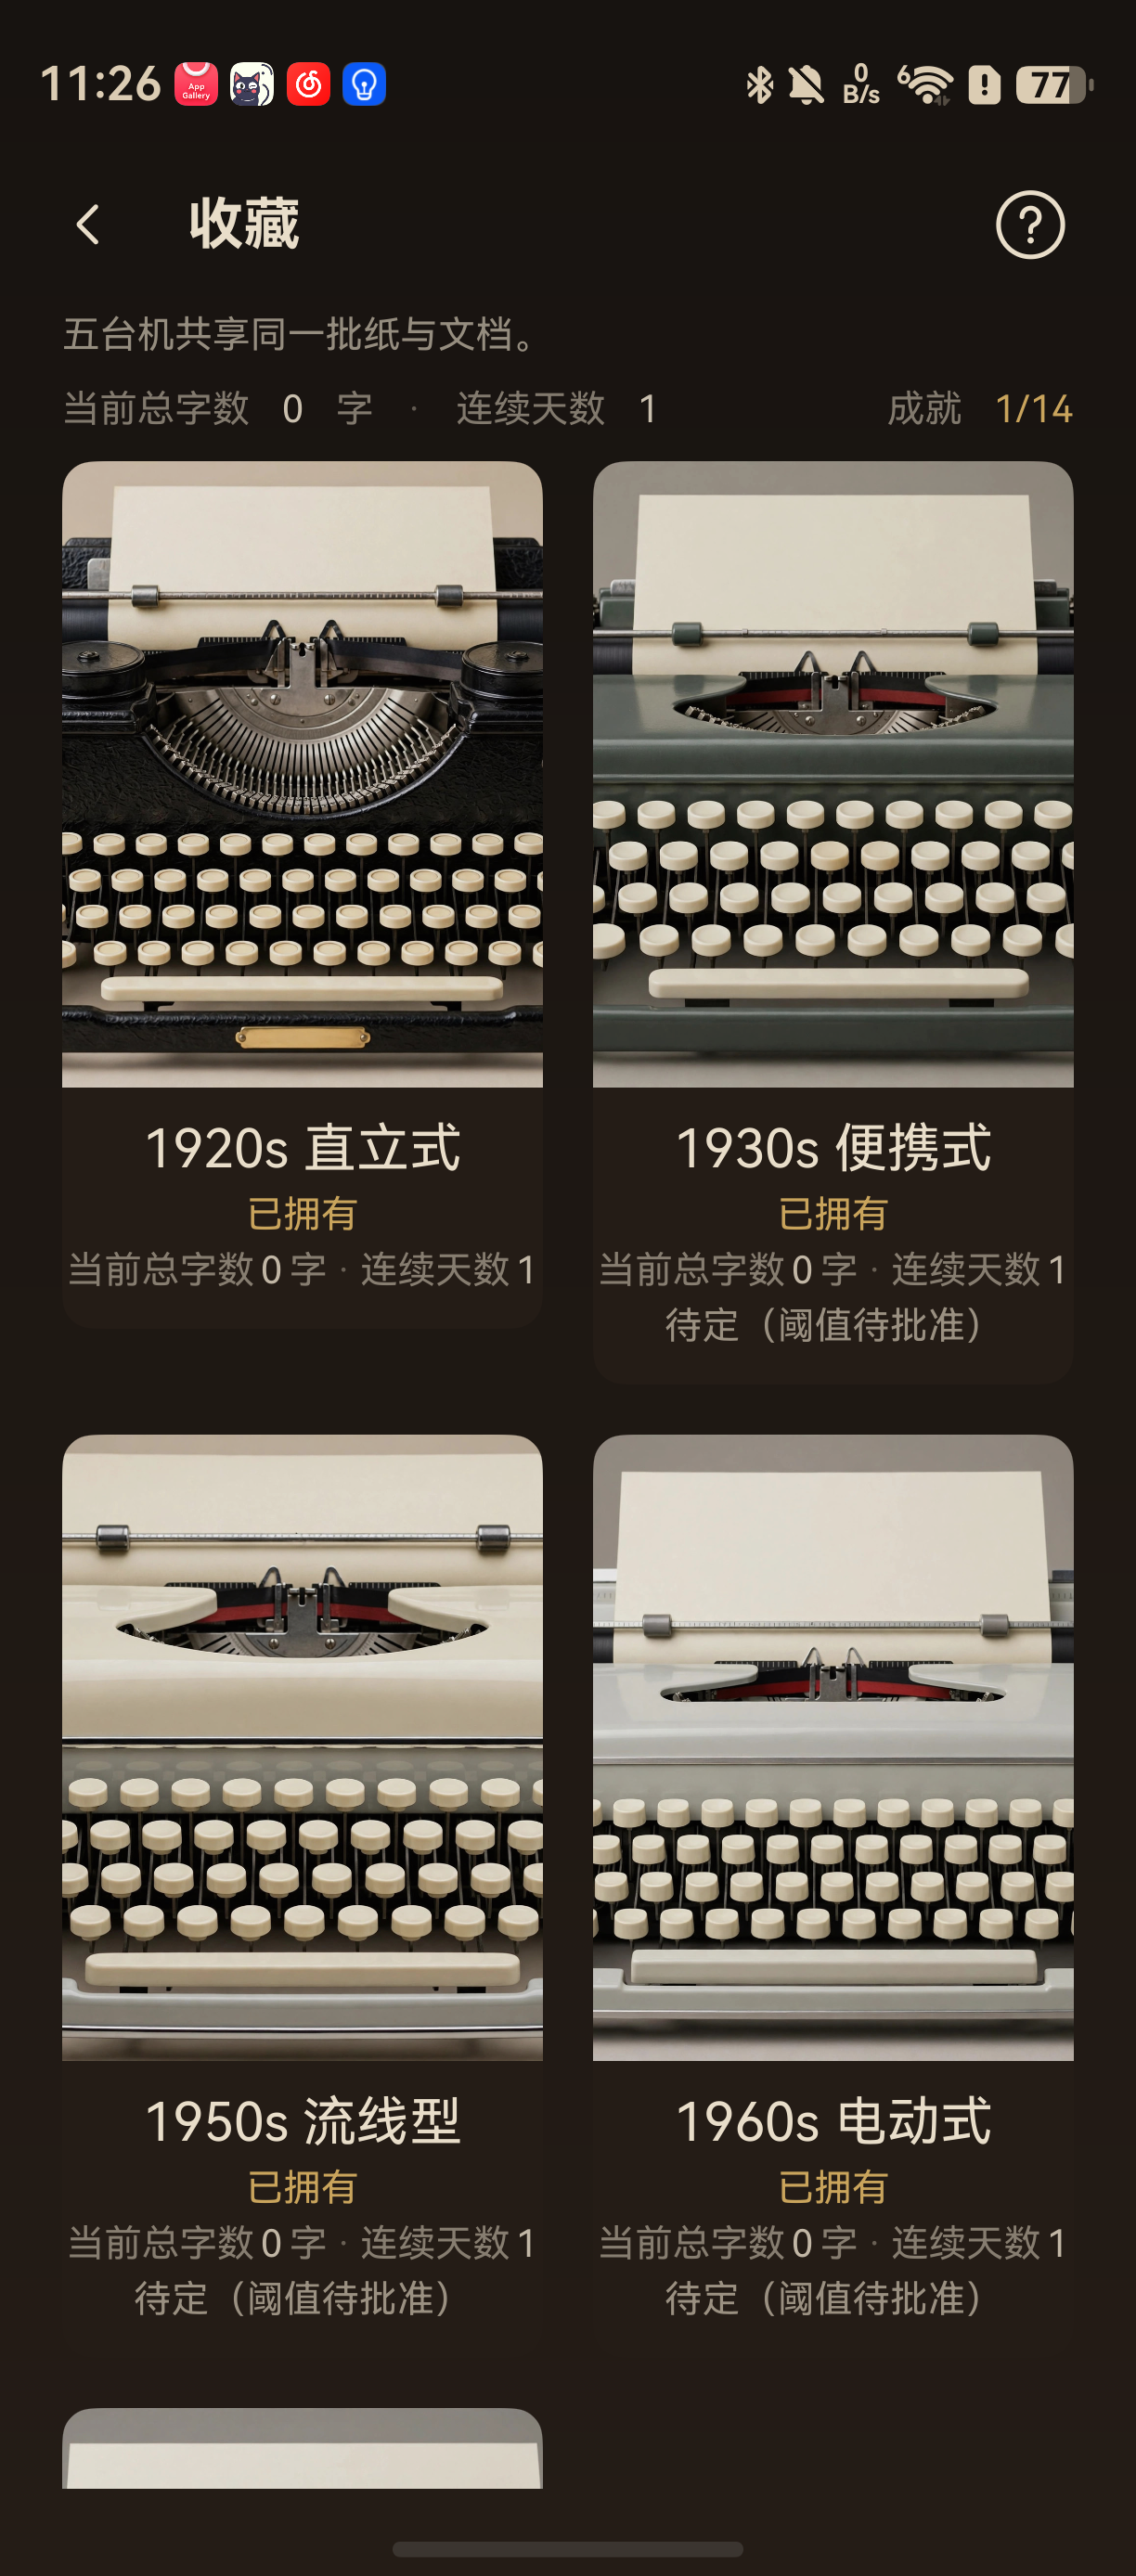 11:26
App
Gallery
0
B/s
6
77
收藏
五台机共享同一批纸与文档。
当前总字数 0 字 · 连续天数 1 成就 1/14
1920s 直立式
已拥有
当前总字数 0 字 · 连续天数 1
1930s 便携式
已拥有
当前总字数 0 字 · 连续天数 1
待定（阈值待批准）
1950s 流线型
已拥有
当前总字数 0 字 · 连续天数 1
待定（阈值待批准）
1960s 电动式
已拥有
当前总字数 0 字 · 连续天数 1
待定（阈值待批准）